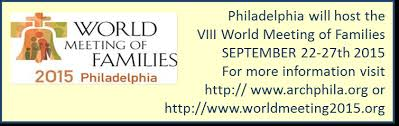 WORLD
MEETING OF
FAMILIES
2015 Philadelphia
Philadelphia will host the
VIII World Meeting of Families
SEPTEMBER 22-27th 2015
For more information visit
http:// www.archphila.org or
http://www.worldmeeting2015.org